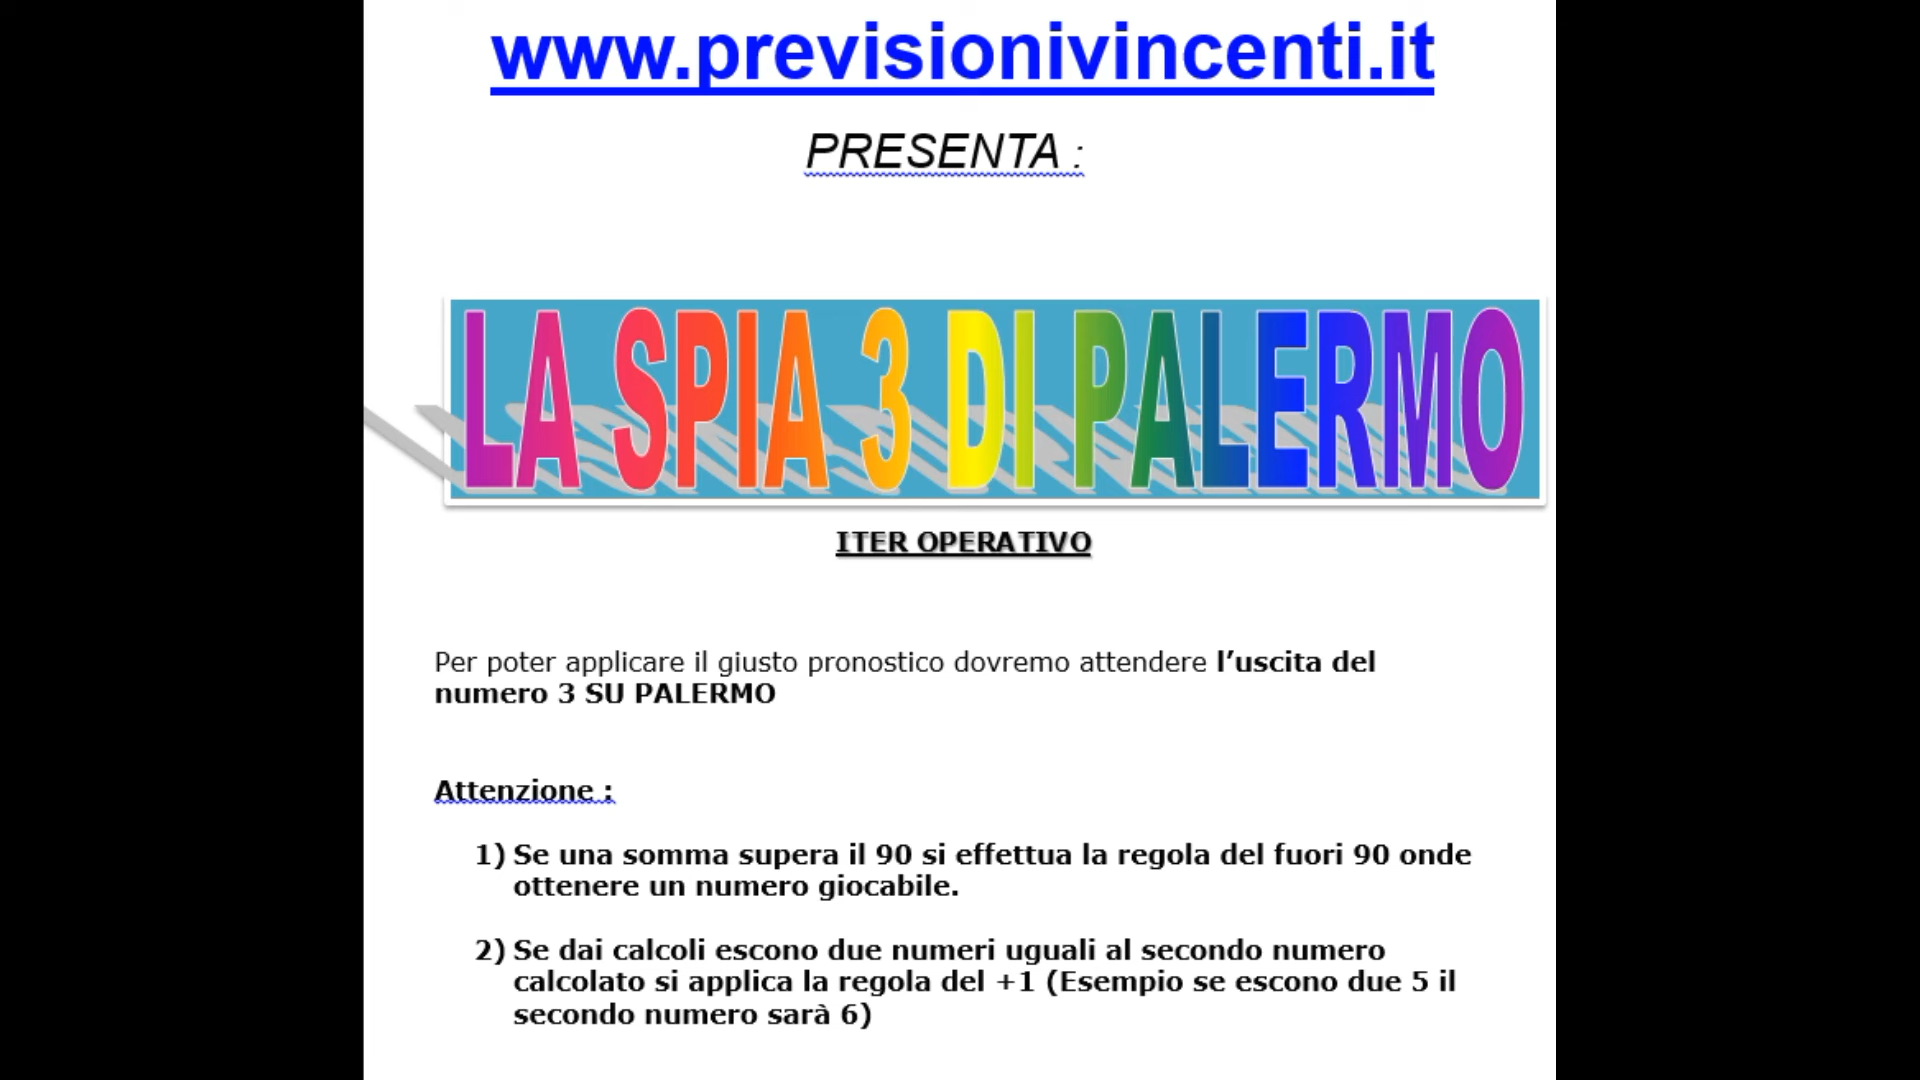 www.previsionivincenti.it
PRESENTA :
LA SPIA 3 DI PALERMO
ITER OPERATIVO
Per poter applicare il giusto pronostico dovremo attendere l’uscita del
numero 3 SU PALERMO
Attenzione :
1) Se una somma supera il 90 si effettua la regola del fuori 90 onde
ottenere un numero giocabile.
2) Se dai calcoli escono due numeri uguali al secondo numero
calcolato si applica la regola del +1 (Esempio se escono due 5 il
secondo numero sarà 6)